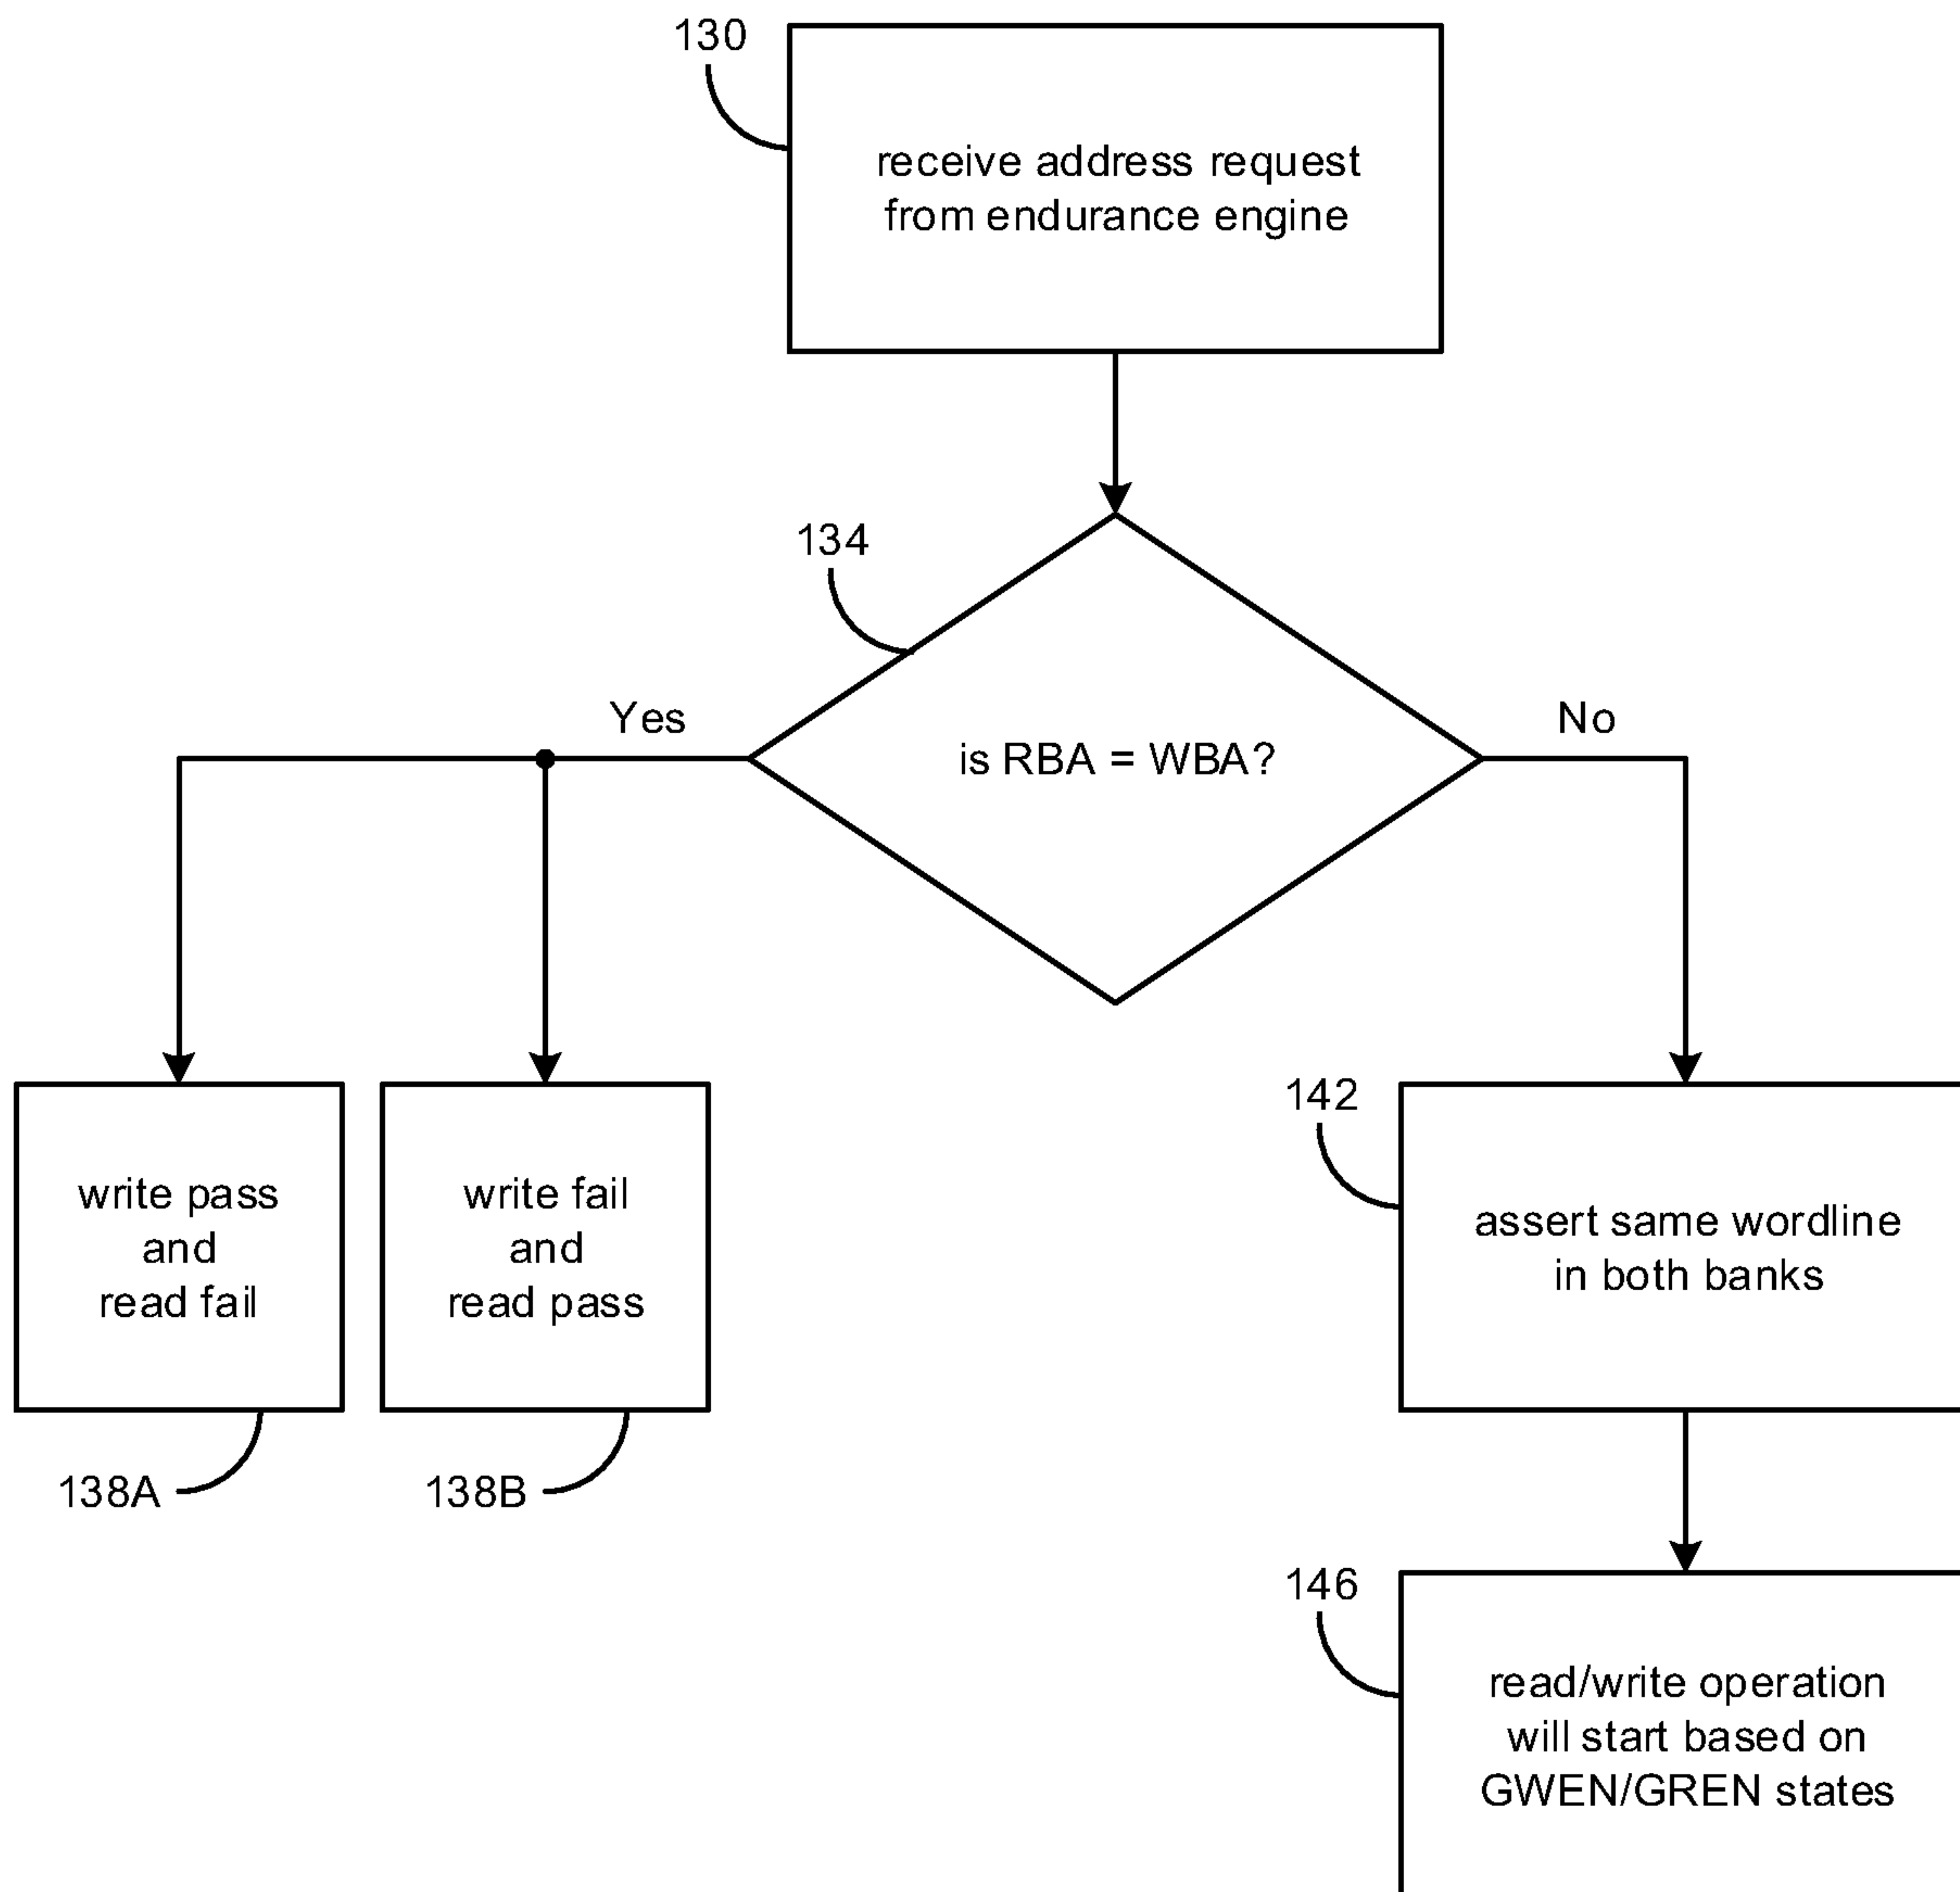 130
receive address request
from endurance engine
134
Yes
is RBA = WBA?
No
write pass
and
read fail
138A
write fail
and
read pass
138B
142
assert same wordline
in both banks
146
read/write operation
will start based on
GWEN/GREN states